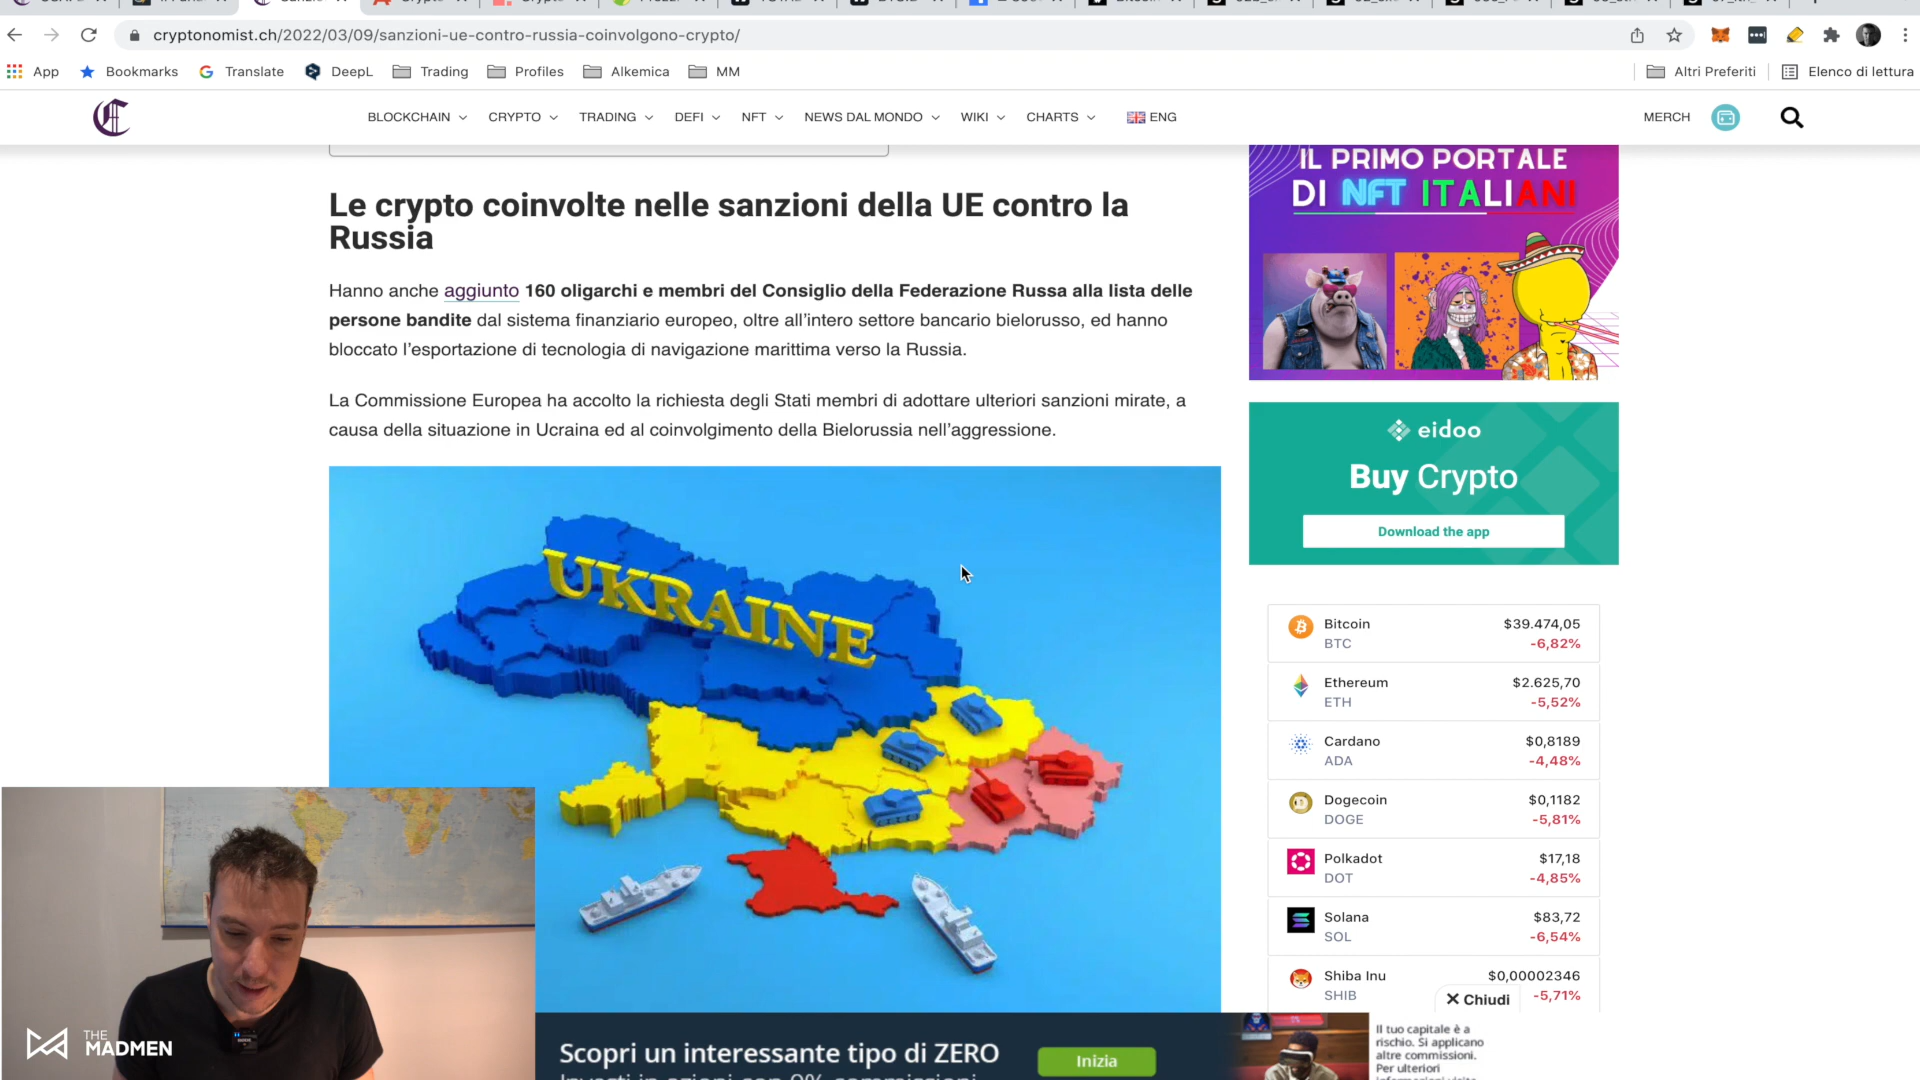 cryptonomist.ch/2022/03/09/sanzioni-ue-contro-russia-coinvolgono-crypto/
App
Bookmarks
Translate
DeepL
Trading
Profiles
Alkemica
MM
Altri Preferiti
Elenco di lettura
BLOCKCHAIN
CRYPTO
TRADING
DEFI
NFT
NEWS DAL MONDO
WIKI
CHARTS
ENG
MERCH
Le crypto coinvolte nelle sanzioni della UE contro la
Russia
Hanno anche aggiunto 160 oligarchi e membri del Consiglio della Federazione Russa alla lista delle
persone bandite dal sistema finanziario europeo, oltre all'intero settore bancario bielorusso, ed hanno
bloccato l'esportazione di tecnologia di navigazione marittima verso la Russia.
La Commissione Europea ha accolto la richiesta degli Stati membri di adottare ulteriori sanzioni mirate, a
causa della situazione in Ucraina ed al coinvolgimento della Bielorussia nell'aggressione.
UKRAINE
IL PRIMO PORTALE
DI NFT ITALIANI
eidoo
Buy Crypto
Download the app
Bitcoin $39.474,05
BTC -6,82%
Ethereum $2.625,70
ETH -5,52%
Cardano $0,8189
ADA -4,48%
Dogecoin $0,1182
DOGE -5,81%
Polkadot $17,18
DOT -4,85%
Solana $83,72
SOL -6,54%
Shiba Inu $0,00002346
SHIB -5,71%
Chiudi
THE
MADMEN
Scopri un interessante tipo di ZERO
Inizia
Il tuo capitale è a
rischio. Si applicano
altre commissioni.
Per ulteriori